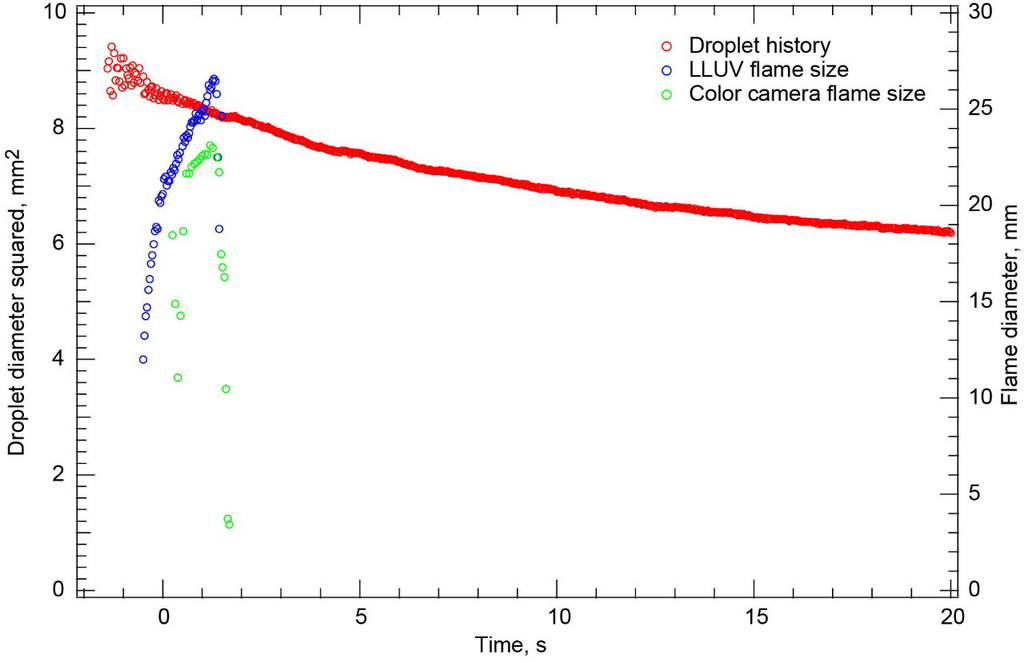 10
8
6
4
2
0
Droplet diameter squared, mm2
Droplet history
LLUV flame size
Color camera flame size
30
25
20
15
10
5
0
Flame diameter, mm
0 5 10 15 20
Time, s